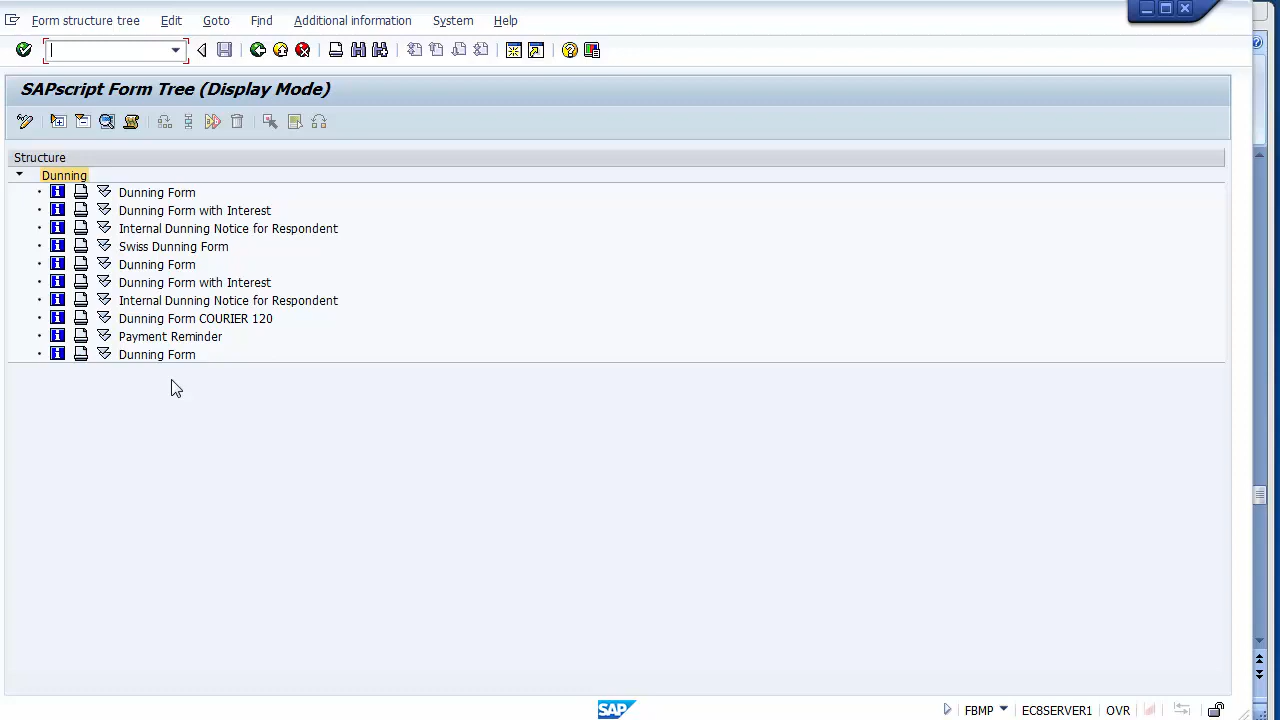 Form structure tree Edit Goto Find Additional information System Help
SAPscript Form Tree (Display Mode)
Structure
Dunning
Dunning Form
Dunning Form with Interest
Internal Dunning Notice for Respondent
Swiss Dunning Form
Dunning Form
Dunning Form with Interest
Internal Dunning Notice for Respondent
Dunning Form COURIER 120
Payment Reminder
Dunning Form
SAP FBMP ECCSERVER1 OVR